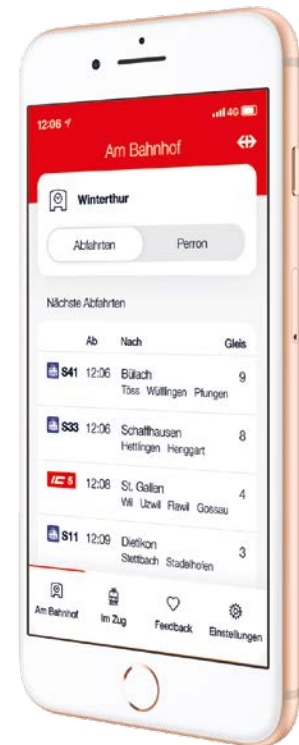 12:06 4G
Am Bahnhof
Winterthur
Abfahrten Perron
Nächste Abfahrten
Ab Nach Gleis
S41 12:06 Bülach 9
Töss Wülflingen Pfungen
S33 12:06 Schaffhausen 8
Hettlingen Henggart
IC 5 12:08 St. Gallen 4
Wil Uzwil Flawil Gossau
S11 12:09 Dietikon 3
Stettbach Stadelhofen
Am Bahnhof Im Zug Feedback Einstellungen